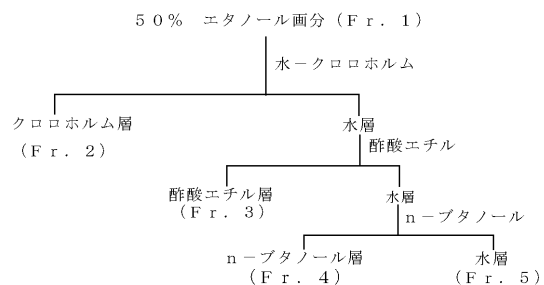 ５０％　エタノール画分（Ｆｒ．１）
水－クロロホルム
クロロホルム層
（Ｆｒ．２）
水層
酢酸エチル
酢酸エチル層
（Ｆｒ．３）
水層
ｎ－ブタノール
ｎ－ブタノール層
（Ｆｒ．４）
水層
（Ｆｒ．５）